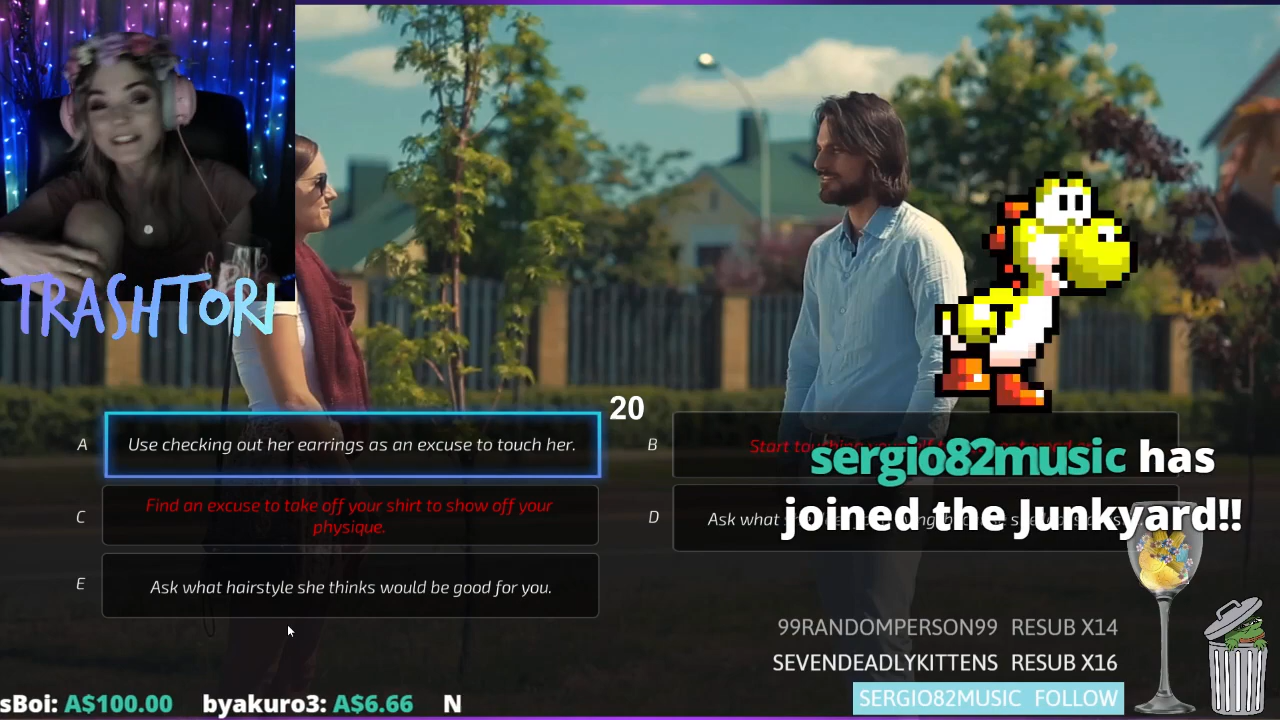 TRASHTORI
20
A
Use checking out her earrings as an excuse to touch her.
B
Start touching
C
Find an excuse to take off your shirt to show off your
physique.
D
Ask what
E
Ask what hairstyle she thinks would be good for you.
sergio82music has
joined the Junkyard!!
99RANDOMPERSON99 RESUB X14
SEVENDEADLYKITTENS RESUB X16
SERGIO82MUSIC FOLLOW
sBoi: A$100.00 byakuro3: A$6.66 N